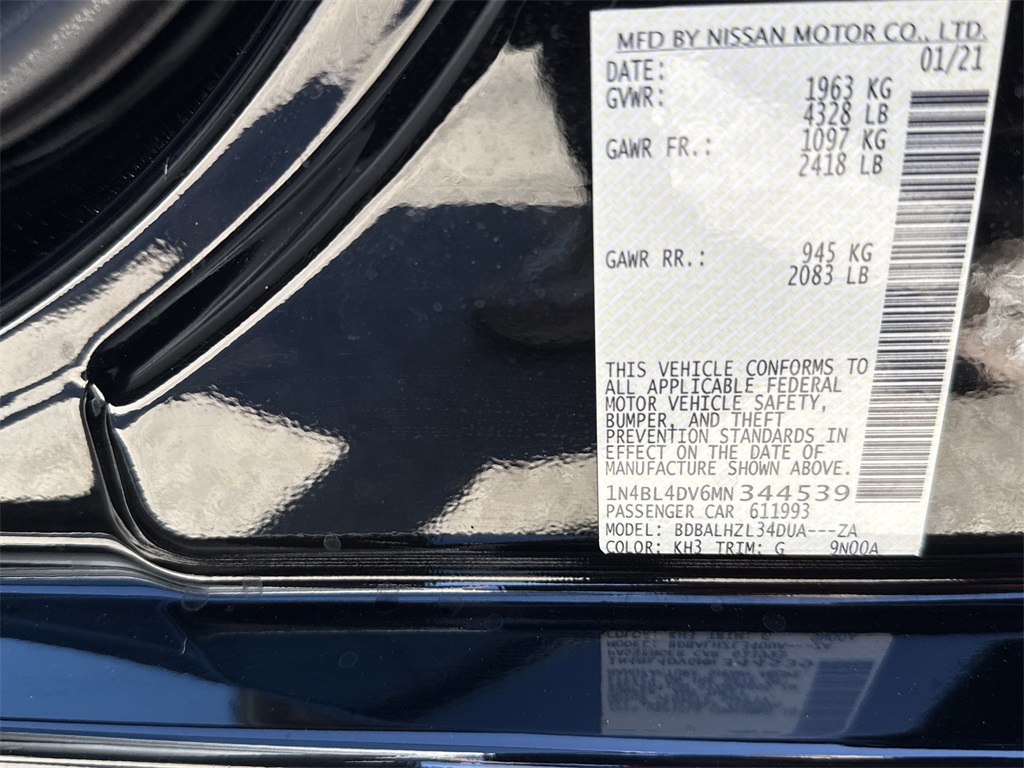 MFD BY NISSAN MOTOR CO., LTD.
DATE: 01/21
GVWR: 1963 KG
4328 LB
GAWR FR.: 1097 KG
2418 LB
GAWR RR.: 945 KG
2083 LB
THIS VEHICLE CONFORMS TO
ALL APPLICABLE FEDERAL
MOTOR VEHICLE SAFETY,
BUMPER, AND THEFT
PREVENTION STANDARDS IN
EFFECT ON THE DATE OF
MANUFACTURE SHOWN ABOVE.
1N4BL4DV6MN344539
PASSENGER CAR 611993
MODEL: BDBALHZL34DUA---ZA
COLOR: KH3 TRIM: G 9N00A